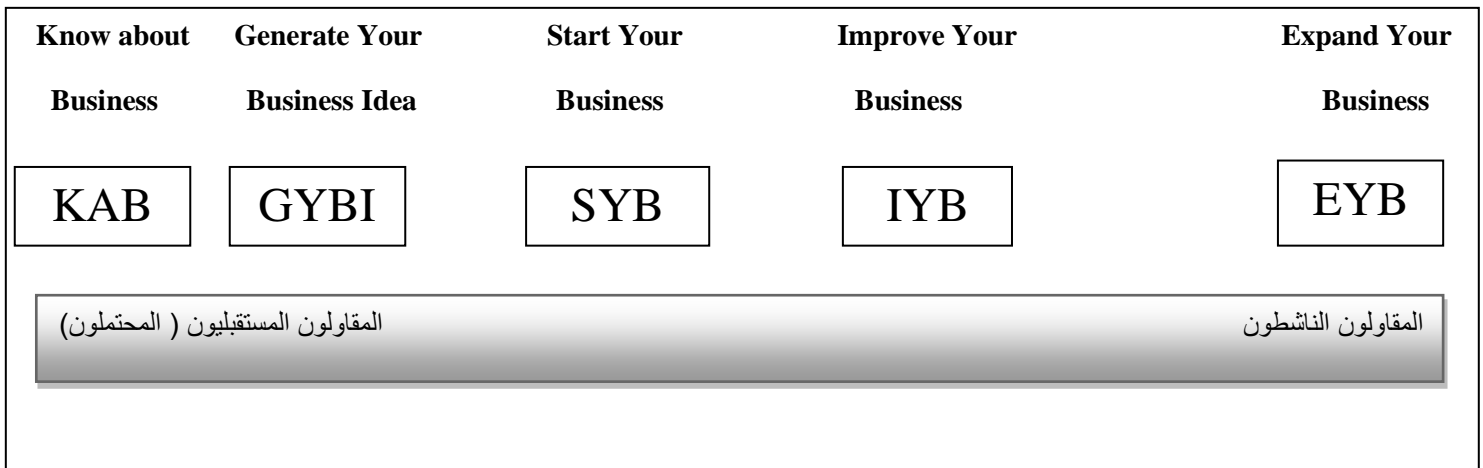 Know about Generate Your Start Your Improve Your Expand Your
Business Business Idea Business Business Business
KAB GYBI SYB IYB EYB
المقاولون الناشطون المقاولون المستقبليون ( المحتملون)